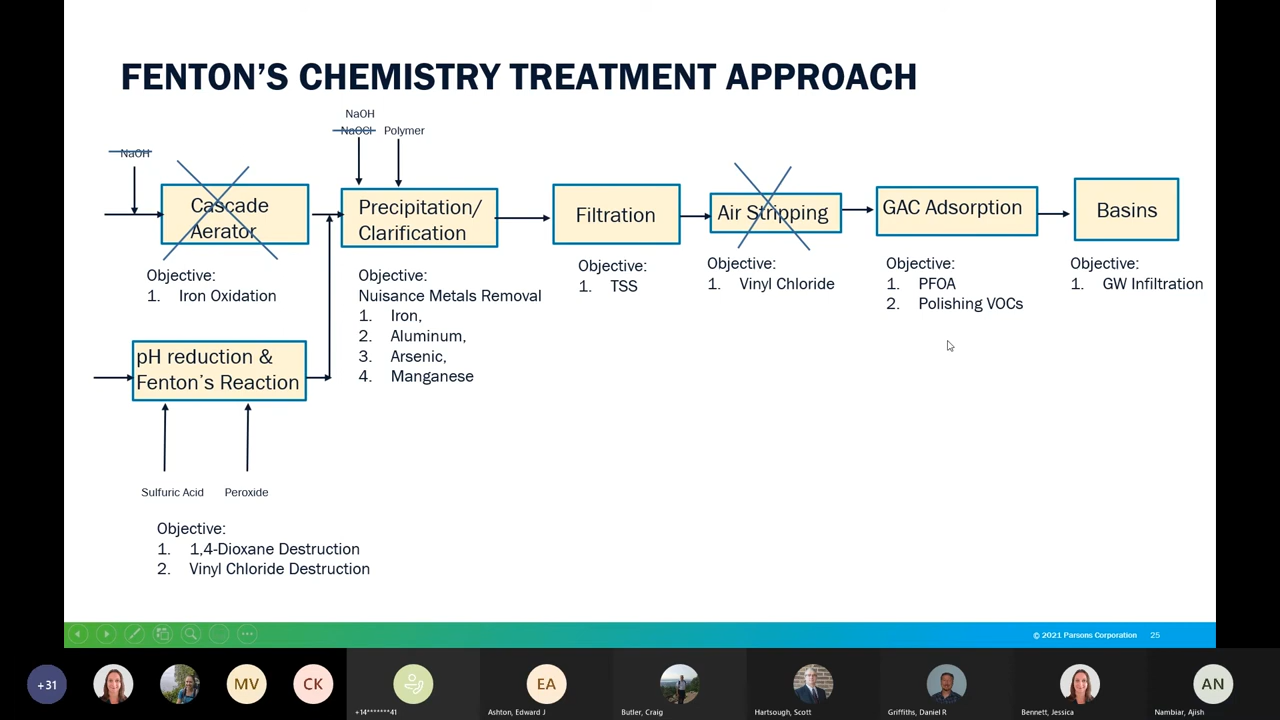 FENTON'S CHEMISTRY TREATMENT APPROACH
NaOH
NaOCl Polymer
NaOH
Cascade
Aerator
Precipitation/
Clarification
Filtration
Air Stripping
GAC Adsorption
Basins
Objective:
1. Iron Oxidation
Objective:
Nuisance Metals Removal
1. Iron,
2. Aluminum,
3. Arsenic,
4. Manganese
Objective:
1. TSS
Objective:
1. Vinyl Chloride
Objective:
1. PFOA
2. Polishing VOCs
Objective:
1. GW Infiltration
pH reduction &
Fenton's Reaction
Sulfuric Acid Peroxide
Objective:
1. 1,4-Dioxane Destruction
2. Vinyl Chloride Destruction
© 2021 Parsons Corporation 25
+31
MV
CK
+14*******41
EA
Ashton, Edward J
Butler, Craig
Hartsough, Scott
Griffiths, Daniel R
Bennett, Jessica
AN
Nambiar, Ajish